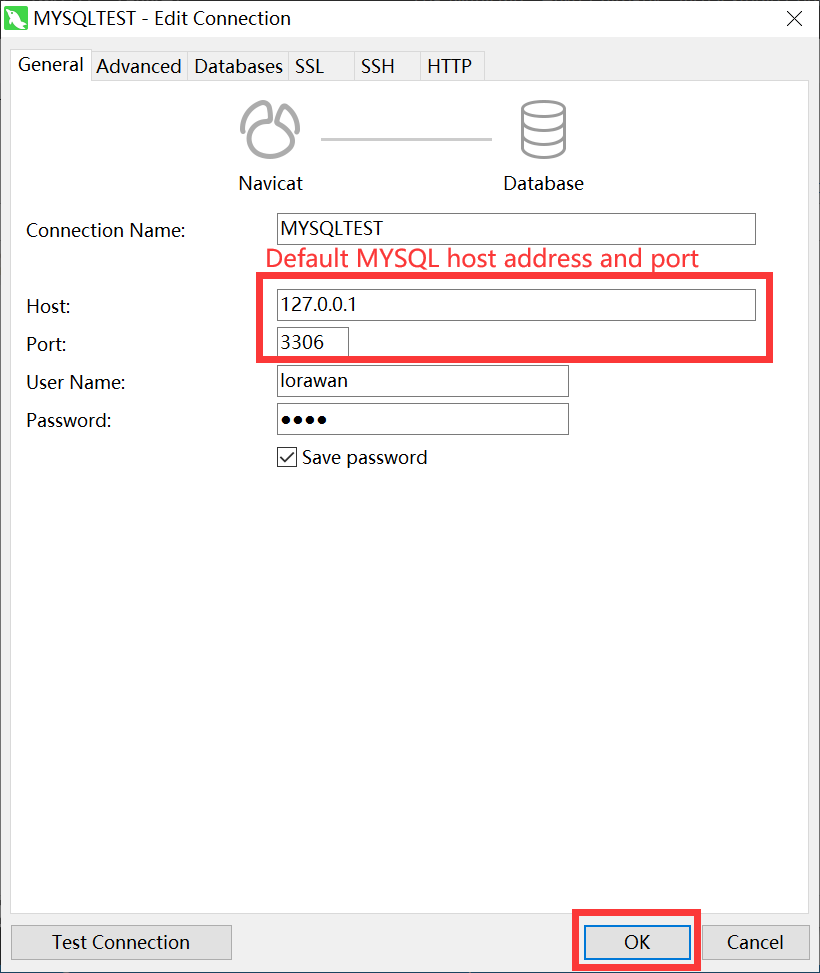 MYSQLTEST - Edit Connection
General Advanced Databases SSL SSH HTTP
Navicat Database
Connection Name: MYSQLTEST
Default MYSQL host address and port
Host: 127.0.0.1
Port: 3306
User Name: lorawan
Password: ●●●●
Save password
Test Connection OK Cancel